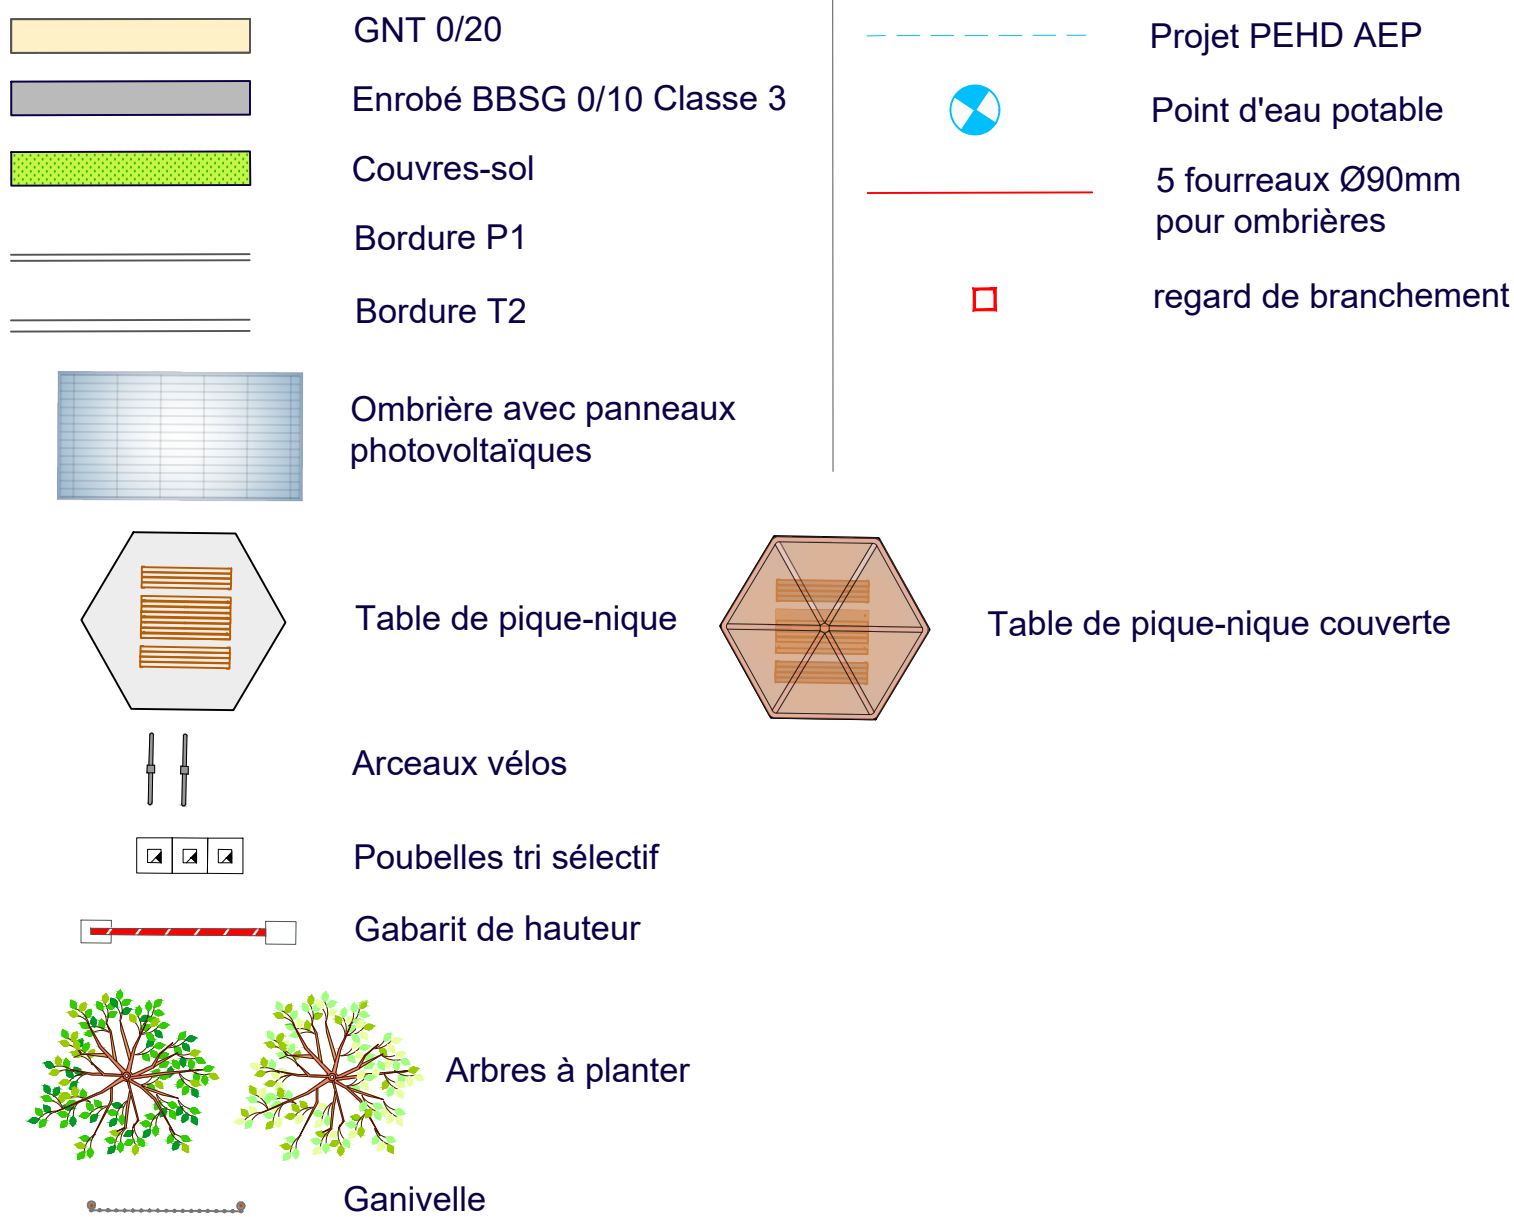 GNT 0/20
Enrobé BBSG 0/10 Classe 3
Couvres-sol
Bordure P1
Bordure T2
Ombrière avec panneaux
photovoltaïques
Projet PEHD AEP
Point d'eau potable
5 fourreaux Ø90mm
pour ombrières
regard de branchement
Table de pique-nique
Table de pique-nique couverte
Arceaux vélos
Poubelles tri sélectif
Gabarit de hauteur
Arbres à planter
Ganivelle